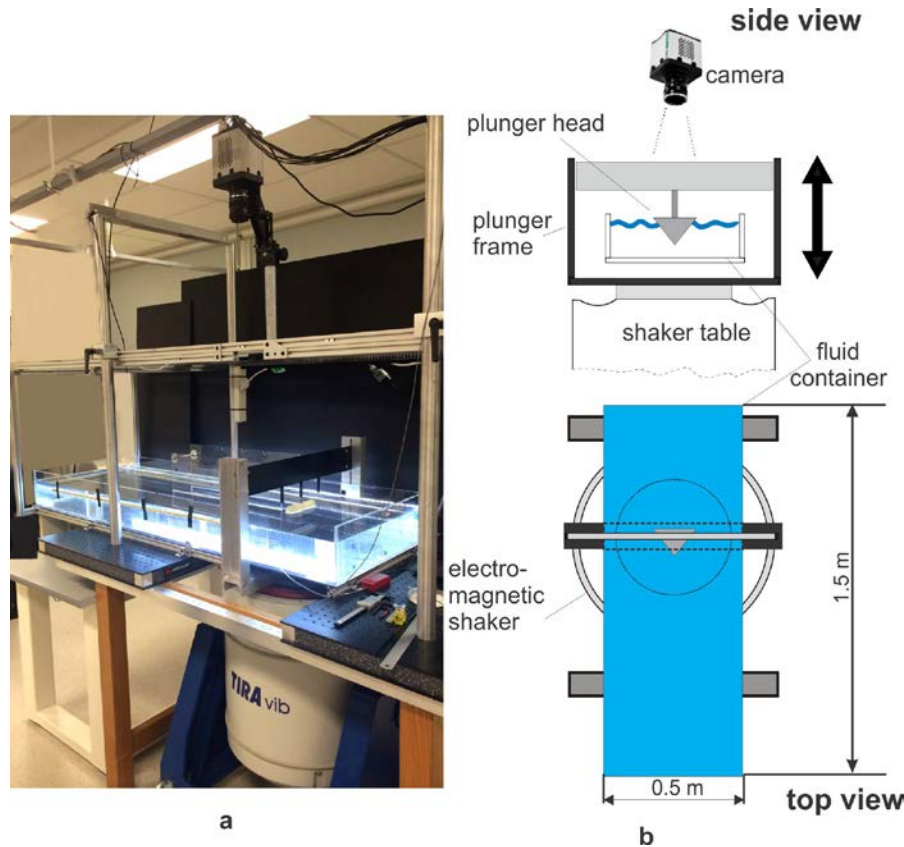 side view
camera
plunger head
plunger
frame
shaker table
fluid
container
electro-
magnetic
shaker
1.5 m
0.5 m
top view
TIRA vib
a
b